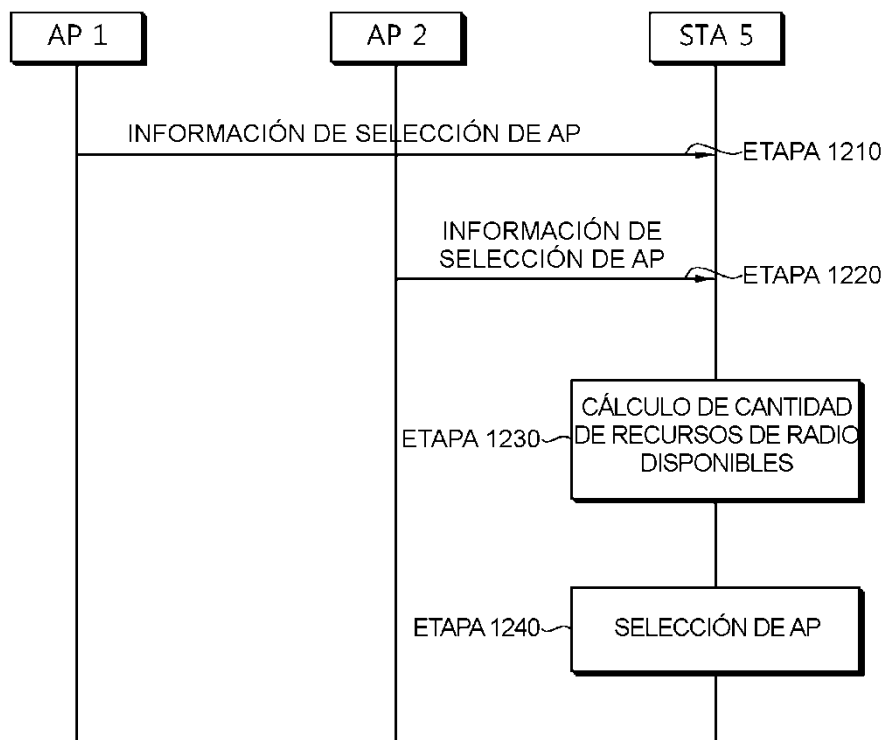 AP 1
AP 2
STA 5
INFORMACIÓN DE SELECCIÓN DE AP
ETAPA 1210
INFORMACIÓN DE
SELECCIÓN DE AP
ETAPA 1220
CÁLCULO DE CANTIDAD
DE RECURSOS DE RADIO
DISPONIBLES
ETAPA 1230
ETAPA 1240
SELECCIÓN DE AP